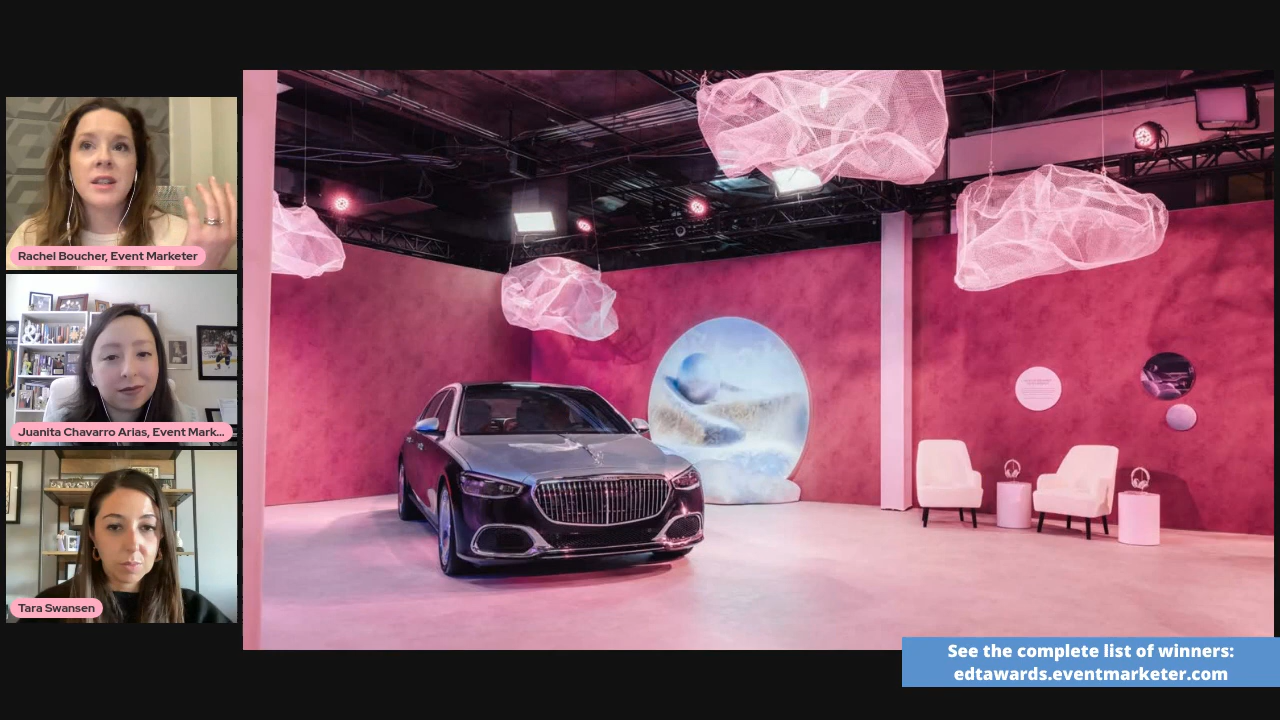 Rachel Boucher, Event Marketer
Juanita Chavarro Arias, Event Mark...
Tara Swansen
See the complete list of winners:
edtawards.eventmarketer.com